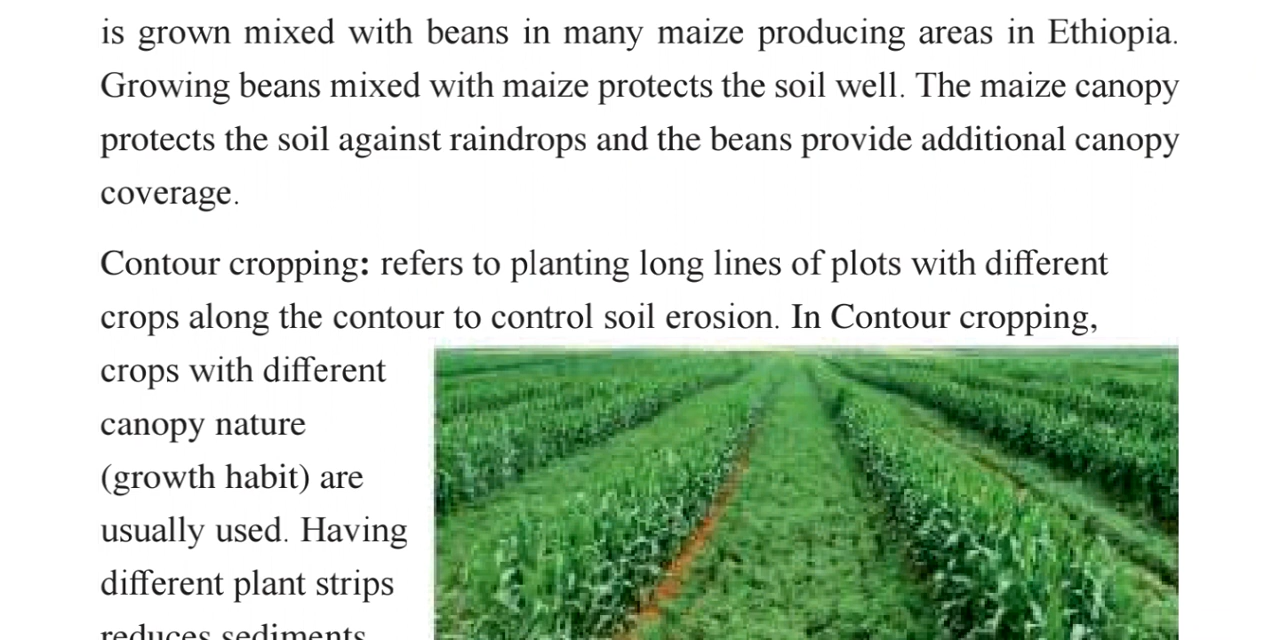 is grown mixed with beans in many maize producing areas in Ethiopia.
Growing beans mixed with maize protects the soil well. The maize canopy
protects the soil against raindrops and the beans provide additional canopy
coverage.
Contour cropping: refers to planting long lines of plots with different
crops along the contour to control soil erosion. In Contour cropping,
crops with different
canopy nature
(growth habit) are
usually used. Having
different plant strips
reduces sediments